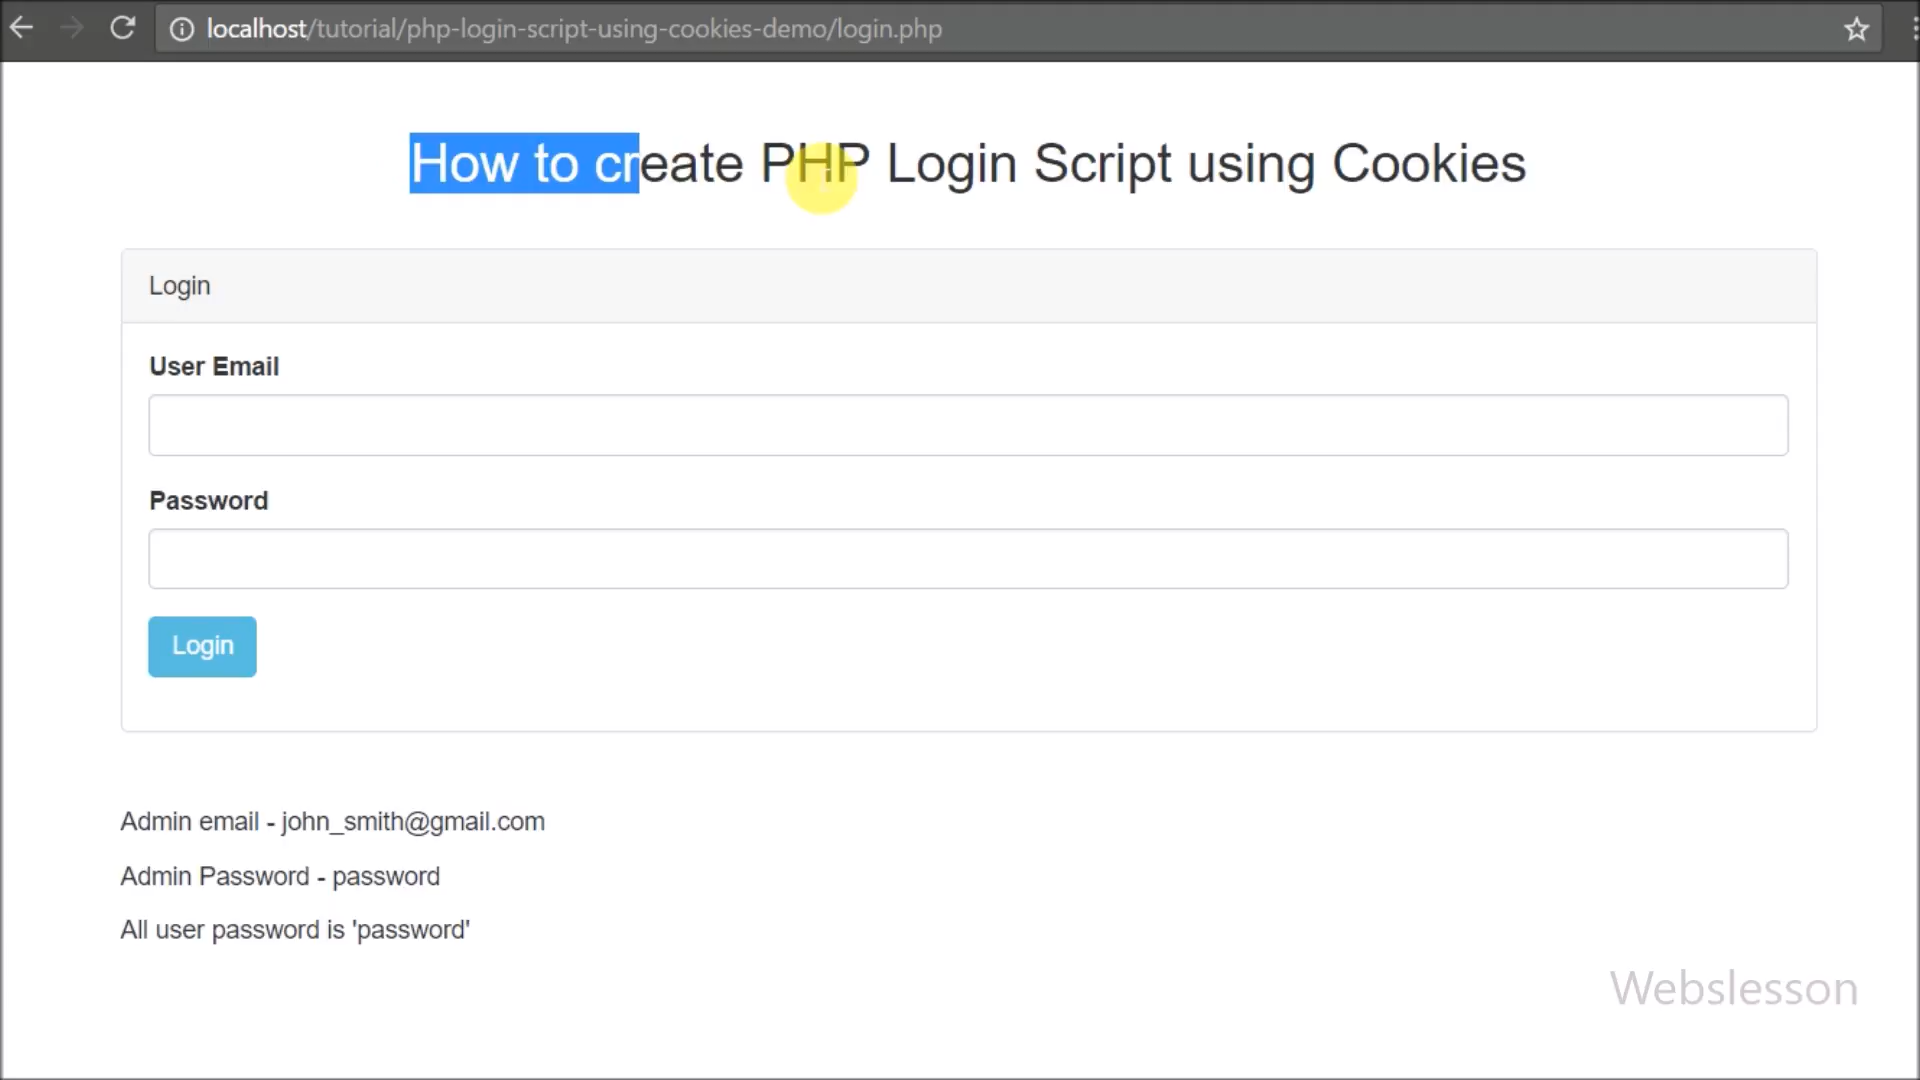 localhost/tutorial/php-login-script-using-cookies-demo/login.php
How to create PHP Login Script using Cookies
Login
User Email
Password
Login
Admin email - john_smith@gmail.com
Admin Password - password
All user password is 'password'
Webslesson